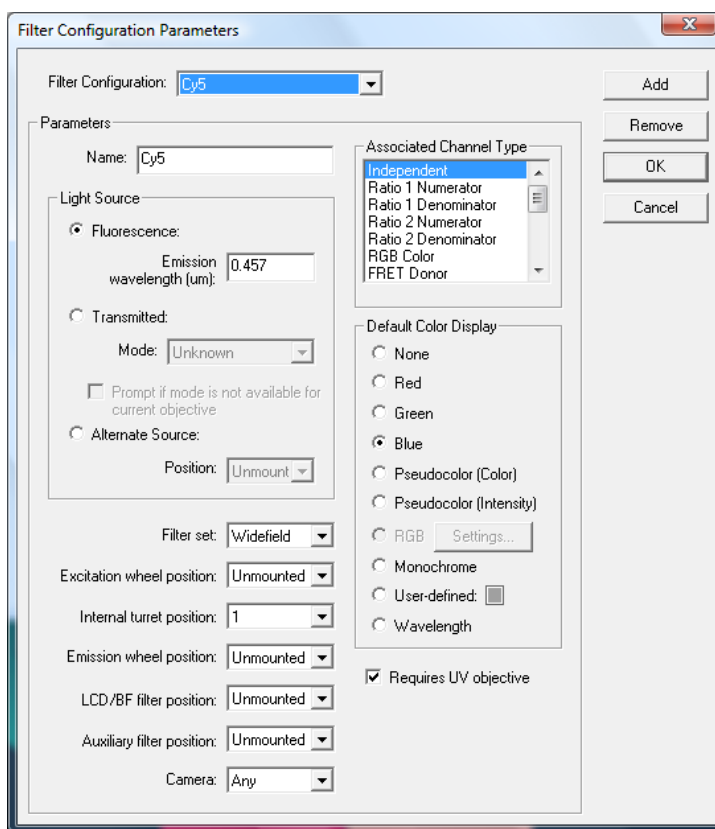 Filter Configuration Parameters
Filter Configuration: Cy5
Add
Remove
OK
Cancel
Parameters
Name: Cy5
Light Source
Fluorescence:
Emission
wavelength (um): 0.457
Transmitted:
Mode: Unknown
Prompt if mode is not available for
current objective
Alternate Source:
Position: Unmount
Filter set: Widefield
Excitation wheel position: Unmounted
Internal turret position: 1
Emission wheel position: Unmounted
LCD/BF filter position: Unmounted
Auxiliary filter position: Unmounted
Camera: Any
Associated Channel Type
Independent
Ratio 1 Numerator
Ratio 1 Denominator
Ratio 2 Numerator
Ratio 2 Denominator
RGB Color
FRET Donor
Default Color Display
None
Red
Green
Blue
Pseudocolor (Color)
Pseudocolor (Intensity)
RGB Settings...
Monochrome
User-defined:
Wavelength
Requires UV objective